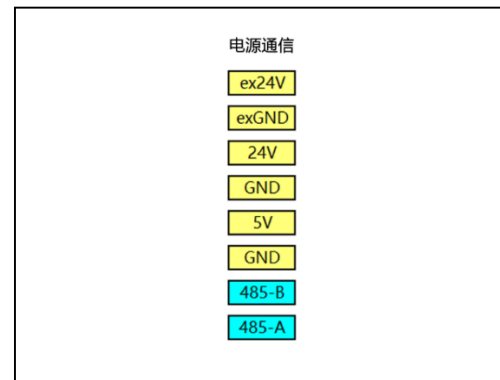 电源通信
ex24V
exGND
24V
GND
5V
GND
485-B
485-A